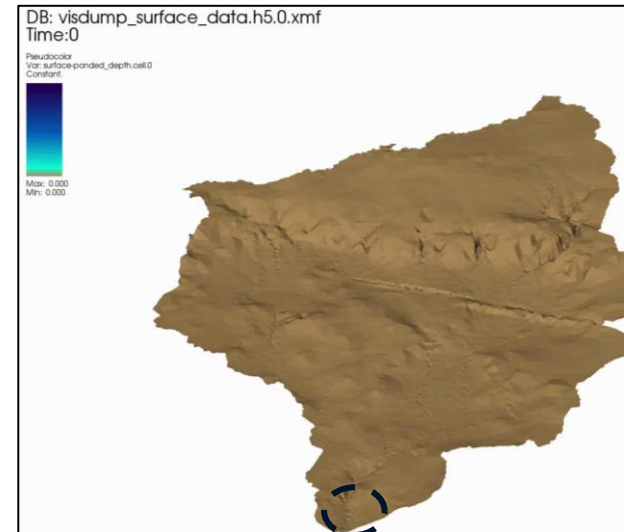 DB: visdump_surface_data.h5.0.xmf
Time:0
Pseudocolor
Var: surface-ponded_depth.cell.0
Constant.
Max: 0.000
Min: 0.000